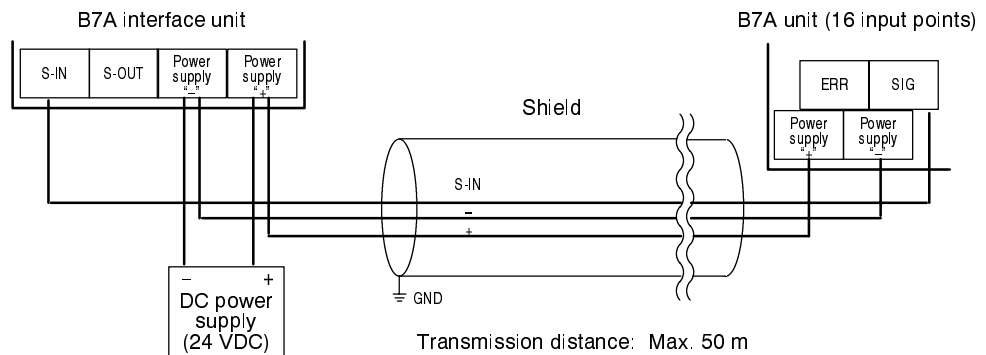 B7A interface unit
B7A unit (16 input points)
S-IN
S-OUT
Power
supply
"–"
Power
supply
"+"
ERR
SIG
Power
supply
"+"
Power
supply
"–"
Shield
S-IN
–
+
– +
DC power
supply
(24 VDC)
GND
Transmission distance: Max. 50 m